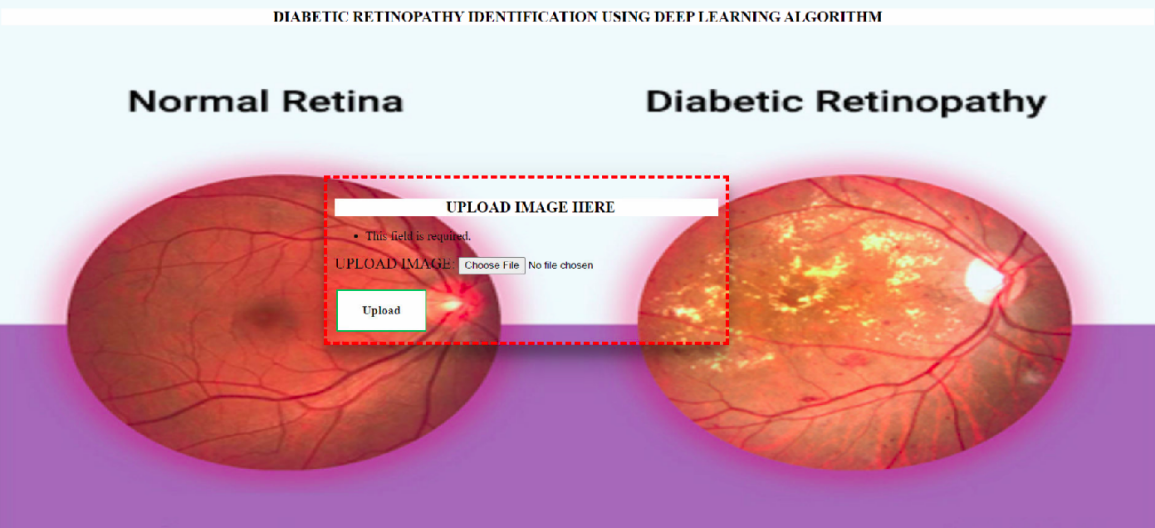 DIABETIC RETINOPATHY IDENTIFICATION USING DEEP LEARNING ALGORITHM
Normal Retina
Diabetic Retinopathy
UPLOAD IMAGE HERE
• This field is required.
UPLOAD IMAGE: Choose File No file chosen
Upload